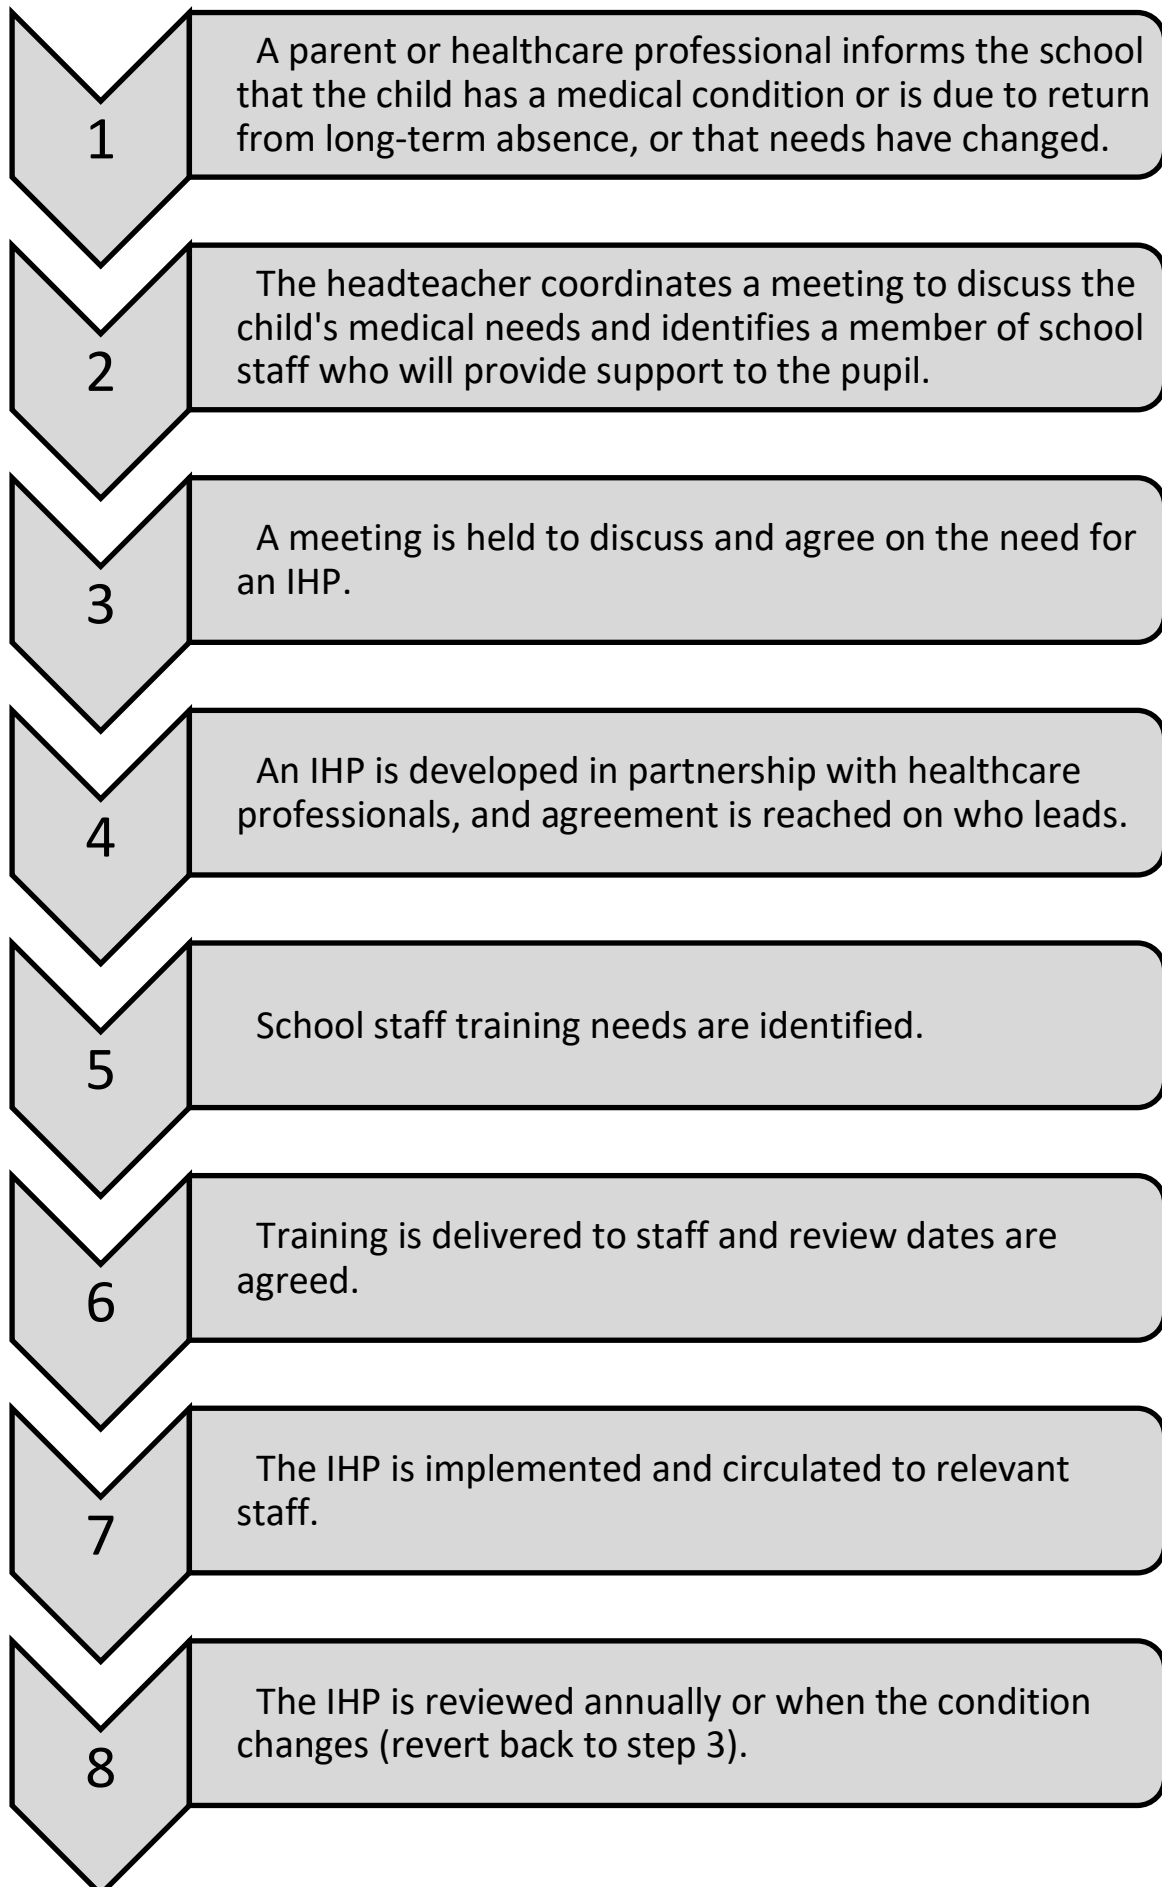 1
A parent or healthcare professional informs the school
that the child has a medical condition or is due to return
from long-term absence, or that needs have changed.
2
The headteacher coordinates a meeting to discuss the
child's medical needs and identifies a member of school
staff who will provide support to the pupil.
3
A meeting is held to discuss and agree on the need for
an IHP.
4
An IHP is developed in partnership with healthcare
professionals, and agreement is reached on who leads.
5
School staff training needs are identified.
6
Training is delivered to staff and review dates are
agreed.
7
The IHP is implemented and circulated to relevant
staff.
8
The IHP is reviewed annually or when the condition
changes (revert back to step 3).